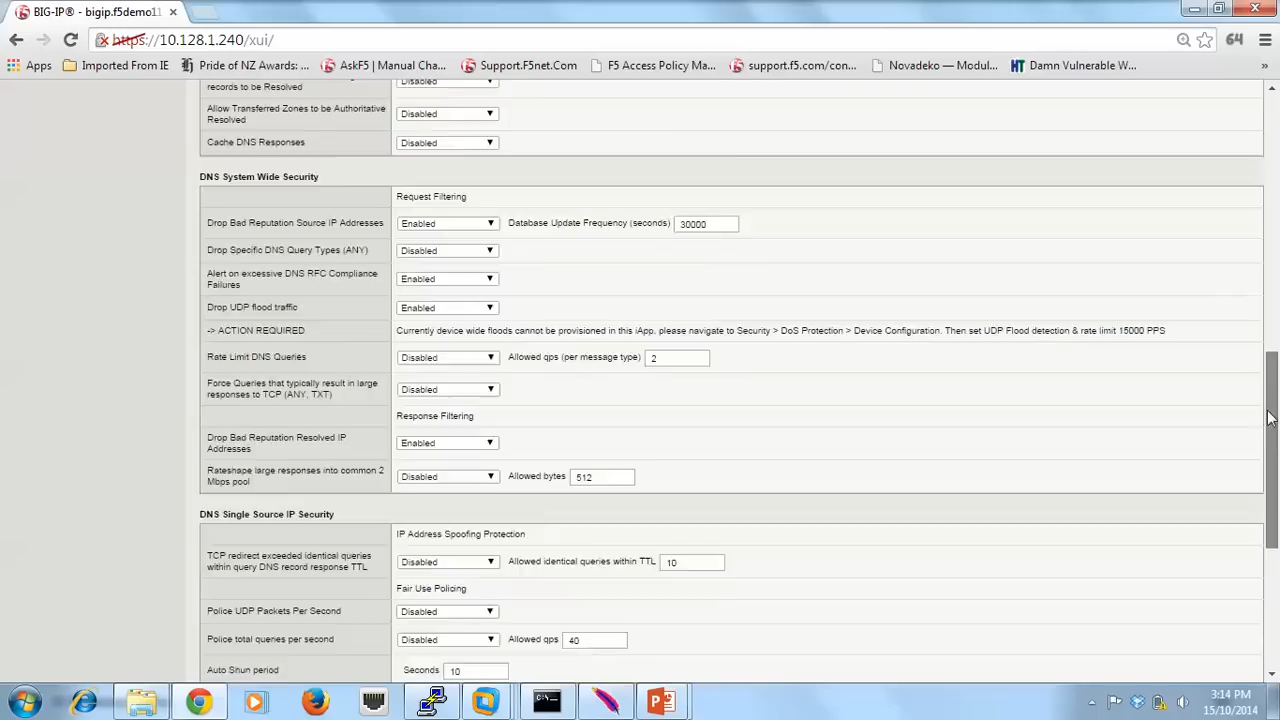 BIG-IP® - bigip.f5demo11
https://10.128.1.240/xui/
64
Apps
Imported From IE
Pride of NZ Awards: ...
AskF5 | Manual Cha...
Support.F5net.Com
F5 Access Policy Ma...
support.f5.com/con...
Novadeko — Modul...
Damn Vulnerable W...
»
records to be Resolved
Disabled
Allow Transferred Zones to be Authoritative
Resolved
Disabled
Cache DNS Responses
Disabled
DNS System Wide Security
Request Filtering
Drop Bad Reputation Source IP Addresses
Enabled
Database Update Frequency (seconds)
30000
Drop Specific DNS Query Types (ANY)
Disabled
Alert on excessive DNS RFC Compliance
Failures
Enabled
Drop UDP flood traffic
Enabled
-> ACTION REQUIRED
Currently device wide floods cannot be provisioned in this iApp. please navigate to Security > DoS Protection > Device Configuration. Then set UDP Flood detection & rate limit 15000 PPS
Rate Limit DNS Queries
Disabled
Allowed qps (per message type)
2
Force Queries that typically result in large
responses to TCP (ANY, TXT)
Disabled
Response Filtering
Drop Bad Reputation Resolved IP
Addresses
Enabled
Rateshape large responses into common 2
Mbps pool
Disabled
Allowed bytes
512
DNS Single Source IP Security
IP Address Spoofing Protection
TCP redirect exceeded identical queries
within query DNS record response TTL
Disabled
Allowed identical queries within TTL
10
Fair Use Policing
Police UDP Packets Per Second
Disabled
Police total queries per second
Disabled
Allowed qps
40
Auto Shun period
Seconds
10
3:14 PM
15/10/2014